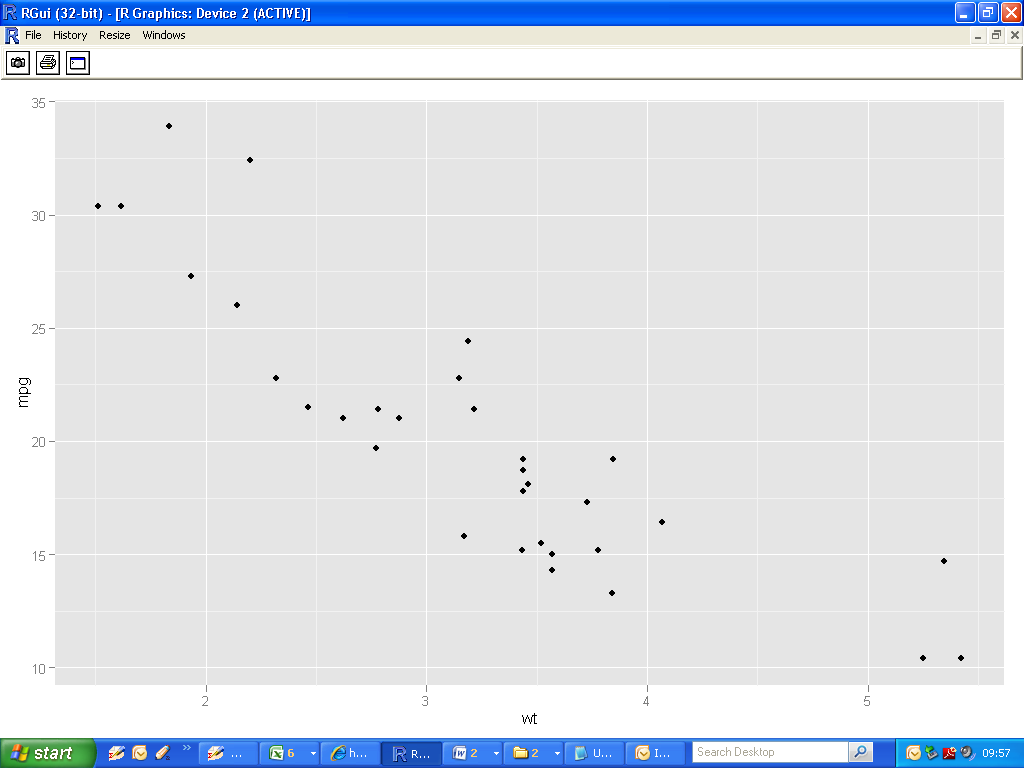 RGui (32-bit) - [R Graphics: Device 2 (ACTIVE)]
File History Resize Windows
35
30
25
20
15
10
mpg
2 3 4 5
wt
start ... 6 h... R... 2 2 U... I... Search Desktop 09:57